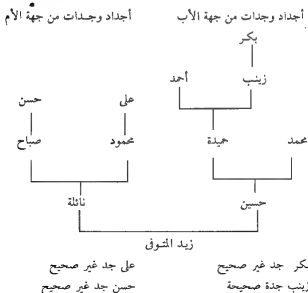 أجداد وجدات من جهة الأب أجداد وجدات من جهة الأم
بكر
زينب أحمد على حسن
محمد حميدة محمود صباح
حسين نائلة
زيد المتوفى
بكر جد غير صحيح على جد غير صحيح
زينب جدة صحيحة حسن جد غير صحيح